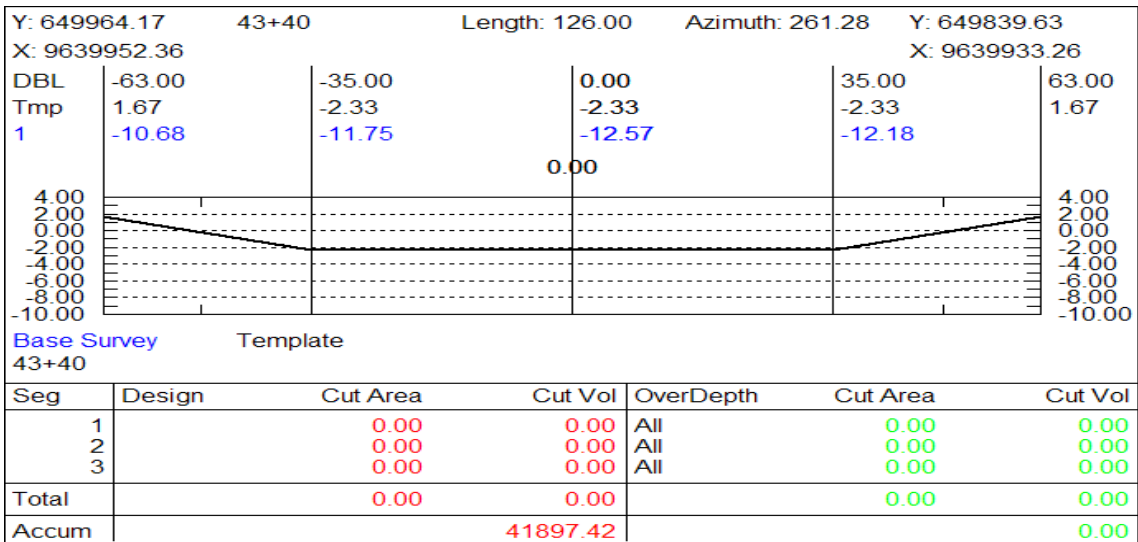 Y: 649964.17 43+40 Length: 126.00 Azimuth: 261.28 Y: 649839.63
X: 9639952.36 X: 9639933.26
DBL -63.00 -35.00 0.00 35.00 63.00
Tmp 1.67 -2.33 -2.33 -2.33 1.67
1 -10.68 -11.75 -12.57 -12.18
0.00
4.00 4.00
2.00 2.00
0.00 0.00
-2.00 -2.00
-4.00 -4.00
-6.00 -6.00
-8.00 -8.00
-10.00 -10.00
Base Survey Template
43+40
Seg Design Cut Area Cut Vol OverDepth Cut Area Cut Vol
1 0.00 0.00 All 0.00 0.00
2 0.00 0.00 All 0.00 0.00
3 0.00 0.00 All 0.00 0.00
Total 0.00 0.00 0.00 0.00
Accum 41897.42 0.00